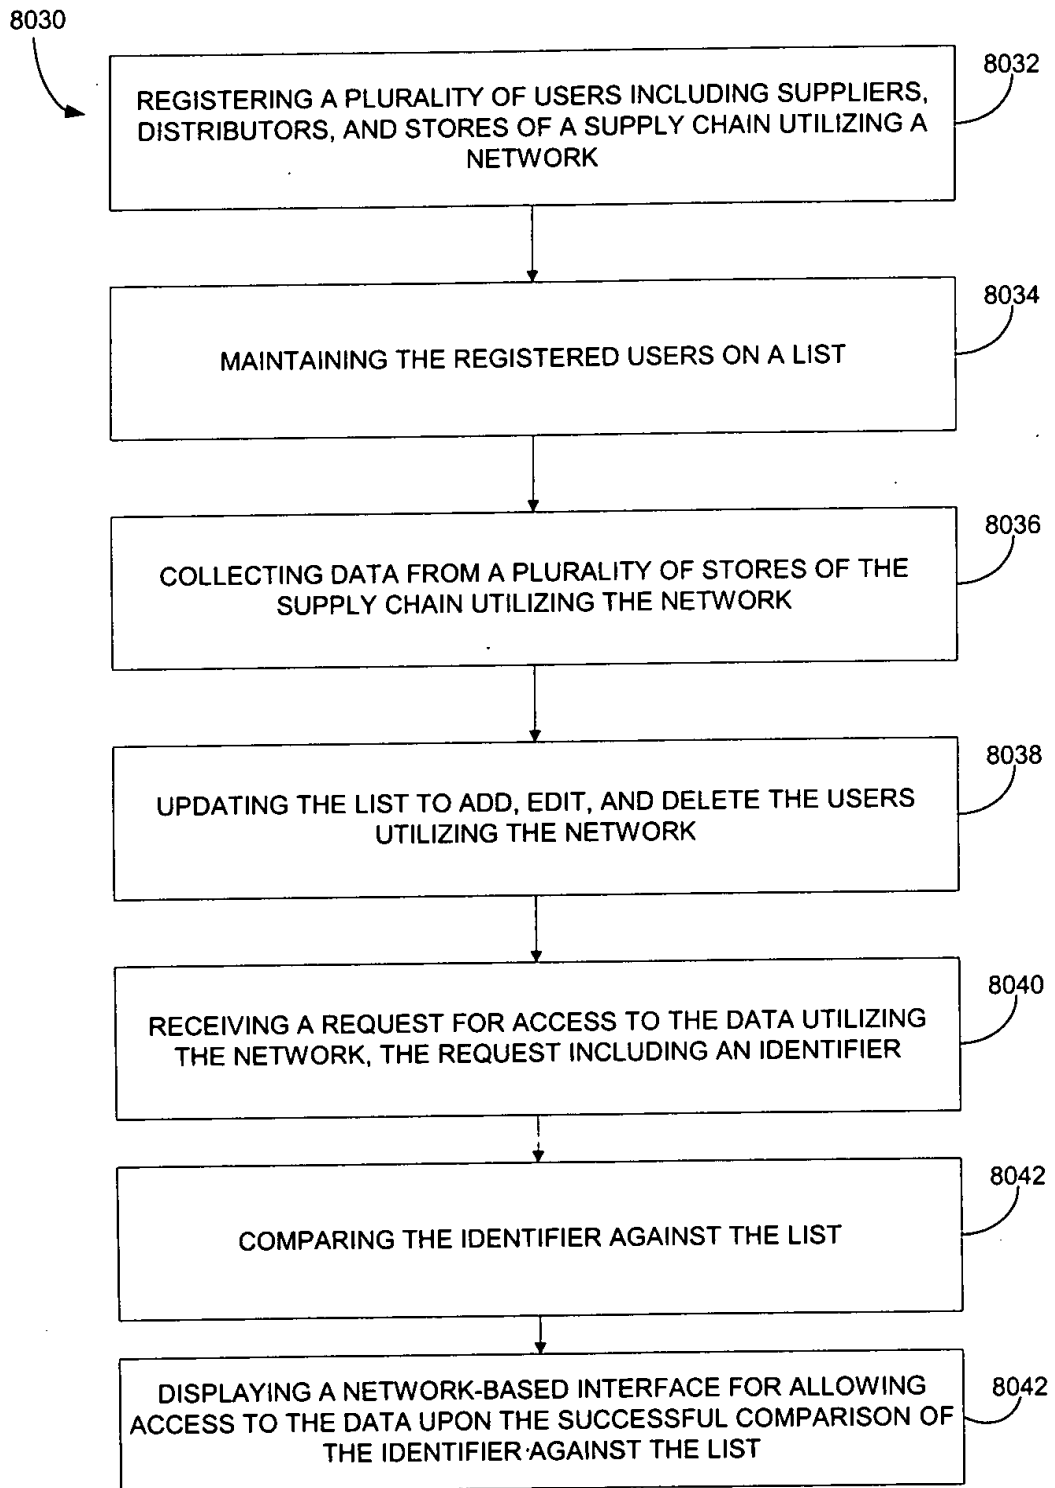 8030
8032
REGISTERING A PLURALITY OF USERS INCLUDING SUPPLIERS,
DISTRIBUTORS, AND STORES OF A SUPPLY CHAIN UTILIZING A
NETWORK
8034
MAINTAINING THE REGISTERED USERS ON A LIST
8036
COLLECTING DATA FROM A PLURALITY OF STORES OF THE
SUPPLY CHAIN UTILIZING THE NETWORK
8038
UPDATING THE LIST TO ADD, EDIT, AND DELETE THE USERS
UTILIZING THE NETWORK
8040
RECEIVING A REQUEST FOR ACCESS TO THE DATA UTILIZING
THE NETWORK, THE REQUEST INCLUDING AN IDENTIFIER
8042
COMPARING THE IDENTIFIER AGAINST THE LIST
8042
DISPLAYING A NETWORK-BASED INTERFACE FOR ALLOWING
ACCESS TO THE DATA UPON THE SUCCESSFUL COMPARISON OF
THE IDENTIFIER AGAINST THE LIST